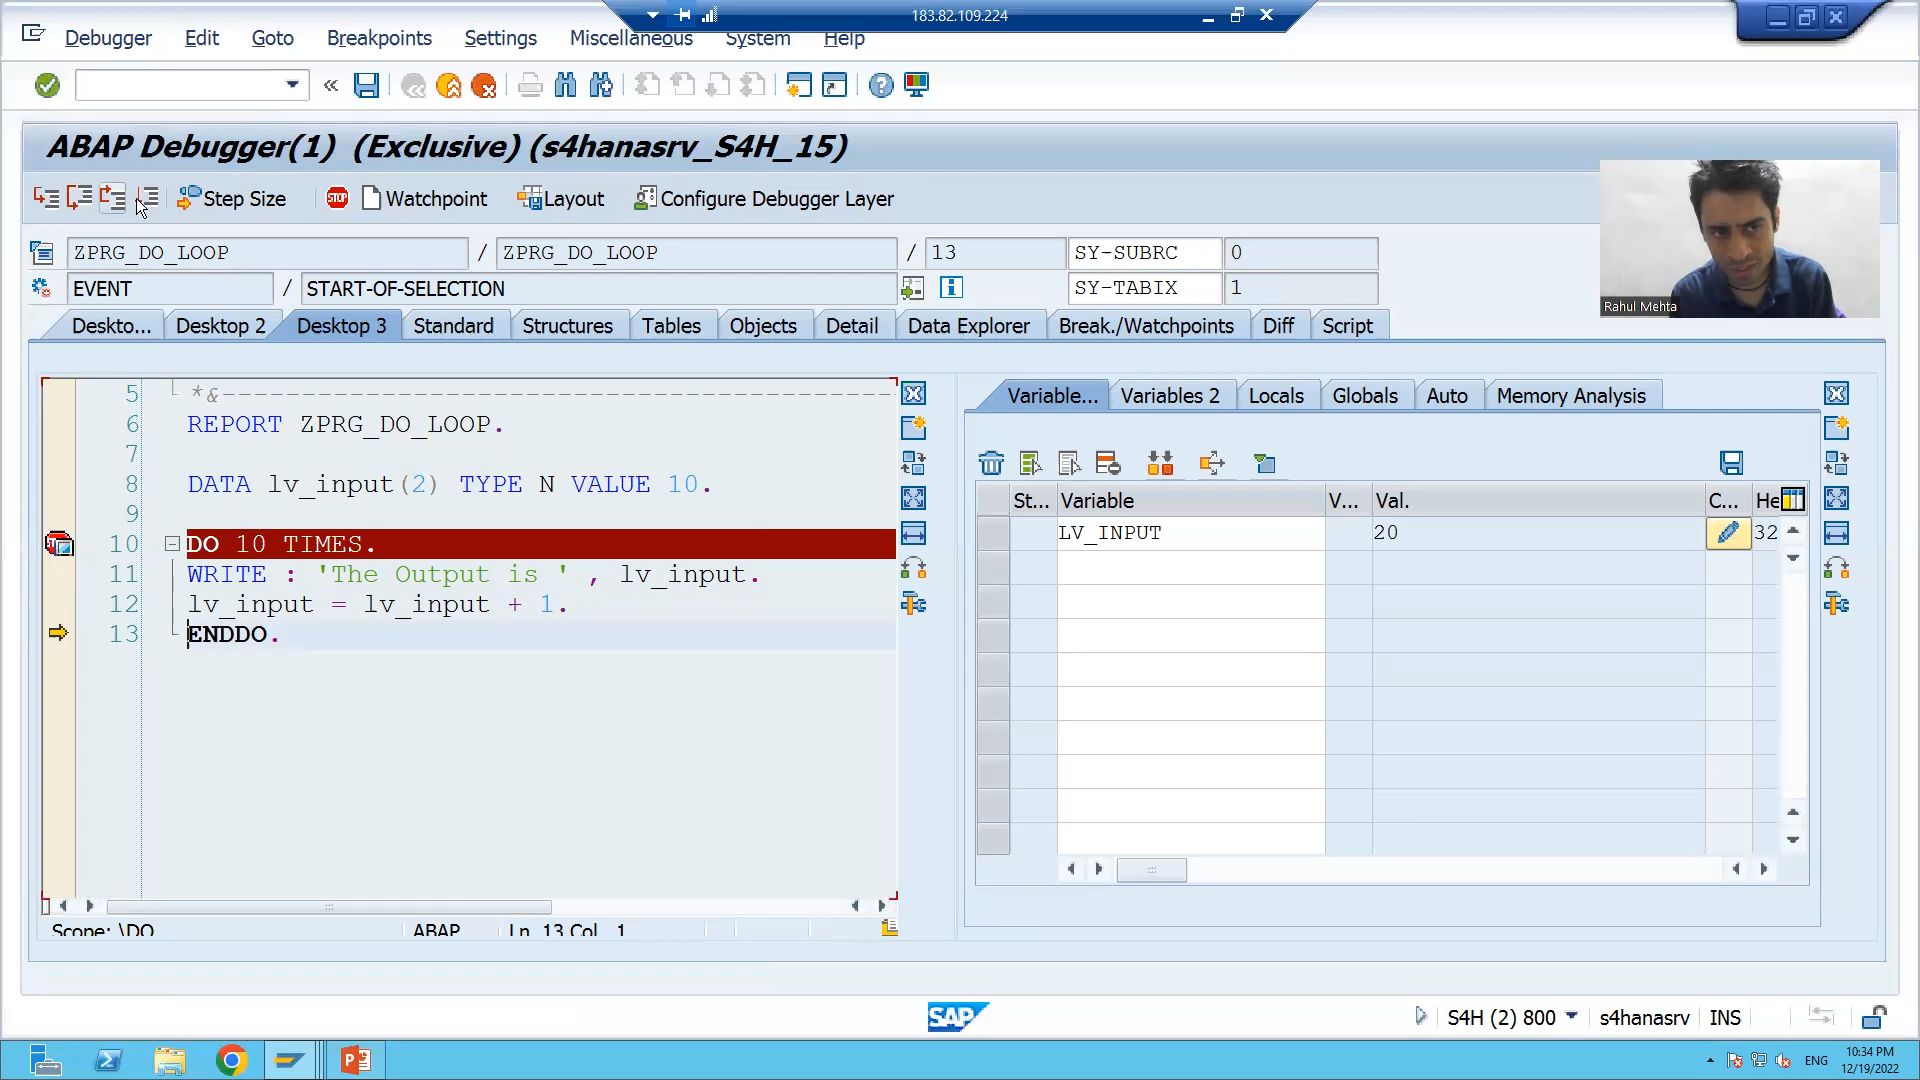 183.82.109.224
Debugger Edit Goto Breakpoints Settings Miscellaneous System Help
ABAP Debugger(1) (Exclusive) (s4hanasrv_S4H_15)
Step Size STOP Watchpoint Layout Configure Debugger Layer
Rahul Mehta
ZPRG_DO_LOOP / ZPRG_DO_LOOP / 13 SY-SUBRC 0
EVENT / START-OF-SELECTION SY-TABIX 1
Deskto... Desktop 2 Desktop 3 Standard Structures Tables Objects Detail Data Explorer Break./Watchpoints Diff Script
5 *&----------------------------------------------
6 REPORT ZPRG_DO_LOOP.
7
8 DATA lv_input(2) TYPE N VALUE 10.
9
10 DO 10 TIMES.
11 WRITE : 'The Output is ' , lv_input.
12 lv_input = lv_input + 1.
13 ENDDO.
Scope: \DO ABAP Ln 13 Col 1
Variable... Variables 2 Locals Globals Auto Memory Analysis
St... Variable V... Val. C... He
LV_INPUT 20 32
SAP
S4H (2) 800 s4hanasrv INS
ENG
10:34 PM
12/19/2022